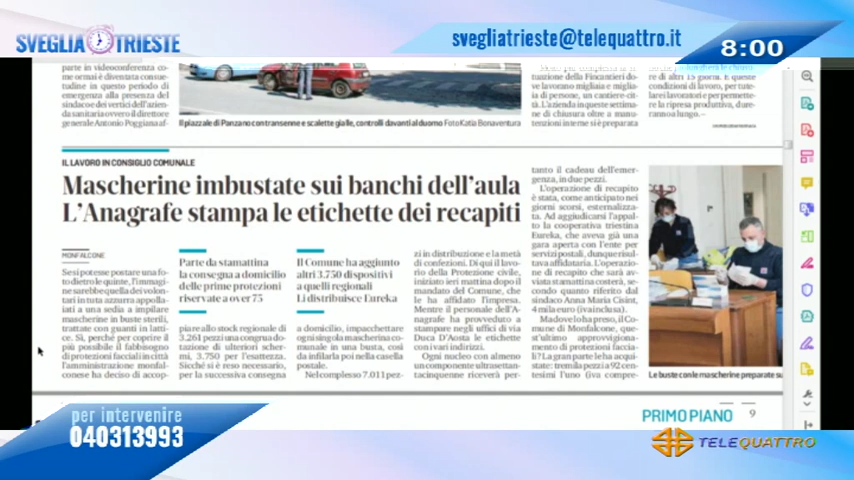 SVEGLIA TRIESTE
svegliatrieste@telequattro.it
8:00
parte in videoconferenza co-
me ormai è diventata consue-
tudine in questo periodo di
emergenza alla presenza del
sindaco e dei vertici dell'azien-
da sanitaria ovvero il direttore
generale Antonio Poggiana af-
Il piazzale di Panzano con transenne e scalette gialle, controlli davanti al duomo Foto Katia Bonaventura
tuazione della Fincantieri do-
ve lavorano migliaia e miglia-
ia di persone, un cantiere-cit-
tà. L'azienda in queste settima-
ne di chiusura oltre a manu-
tenzioni interne si è preparata
re di altri 15 giorni. E queste
condizioni di lavoro, per tute-
lare i lavoratori e per permette-
re la ripresa produttiva, dure-
ranno a lungo.–
IL LAVORO IN CONSIGLIO COMUNALE
Mascherine imbustate sui banchi dell'aula
L'Anagrafe stampa le etichette dei recapiti
MONFALCONE
Se si potesse postare una fo-
to dietro le quinte, l'immagi-
ne sarebbe quella dei volon-
tari in tuta azzurra appollai-
ati a una sedia a impilare
mascherine in buste sterili,
trattate con guanti in latti-
ce. Sì, perché per coprire il
più possibile il fabbisogno
di protezioni facciali in città
l'amministrazione monfal-
conese ha deciso di accop-
Parte da stamattina
la consegna a domicilio
delle prime protezioni
riservate a over 75
piare allo stock regionale di
3.261 pezzi una congrua do-
tazione di ulteriori scher-
mi, 3.750 per l'esattezza.
Sicché si è reso necessario,
per la successiva consegna
Il Comune ha aggiunto
altri 3.750 dispositivi
a quelli regionali
Li distribuisce Eureka
a domicilio, impacchettare
ogni singola mascherina co-
munale in una busta, così
da infilarla poi nella casella
postale.
Nel complesso 7.011 pez-
zi in distribuzione e la metà
di confezioni. Di qui il lavo-
rio della Protezione civile,
iniziato ieri mattina dopo il
mandato del Comune, che
le ha affidato l'impresa.
Mentre il personale dell'A-
nagrafe ha provveduto a
stampare negli uffici di via
Duca D'Aosta le etichette
con i vari indirizzi.
Ogni nucleo con almeno
un componente ultrasettan-
tacinquenne riceverà per-
tanto il cadeau dell'emer-
genza, in due pezzi.
L'operazione di recapito
è stata, come anticipato nei
giorni scorsi, esternalizza-
ta. Ad aggiudicarsi l'appal-
to la cooperativa triestina
Eureka, che aveva già una
gara aperta con l'ente per
servizi postali, dunque risul-
tava affidataria. L'operazio-
ne di recapito che sarà av-
viata stamattina costerà, se-
condo quanto riferito dal
sindaco Anna Maria Cisint,
4 mila euro (iva inclusa).
Ma dove lo ha preso, il Co-
mune di Monfalcone, que-
st'ultimo approvvigiona-
mento di protezioni faccia-
li? La gran parte le ha acqui-
state: tremila pezzi a 92 cen-
tesimi l'uno (iva compre-
Le buste con le mascherine preparate su
PRIMO PIANO 9
per intervenire
040313993
TELEQUATTRO